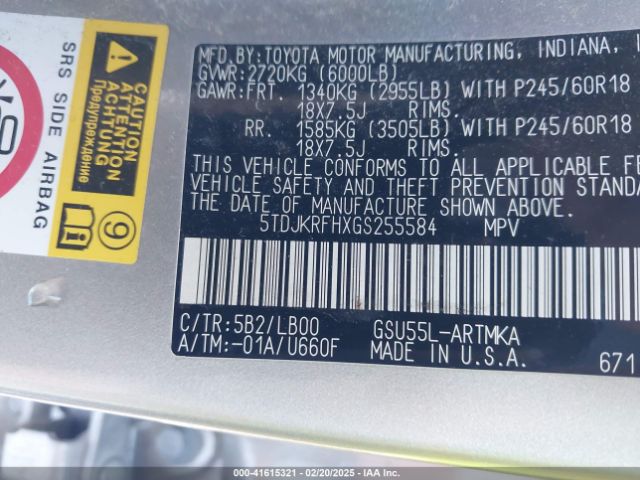 SRS SIDE AIRBAG
CAUTION
ATTENTION
ACHTUNG
Предупреждение
9
MFD.BY:TOYOTA MOTOR MANUFACTURING, INDIANA,
GVWR:2720KG (6000LB)
GAWR:FRT. 1340KG (2955LB) WITH P245/60R18
18X7.5J RIMS.
RR. 1585KG (3505LB) WITH P245/60R18
18X7.5J RIMS.
THIS VEHICLE CONFORMS TO ALL APPLICABLE FE
VEHICLE SAFETY AND THEFT PREVENTION STANDA
THE DATE OF MANUFACTURE SHOWN ABOVE.
5TDJKRFHXGS255584 MPV
C/TR:5B2/LB00 GSU55L-ARTMKA
A/TM:-01A/U660F MADE IN U.S.A. 671
000-41615321 - 02/20/2025 - IAA Inc.